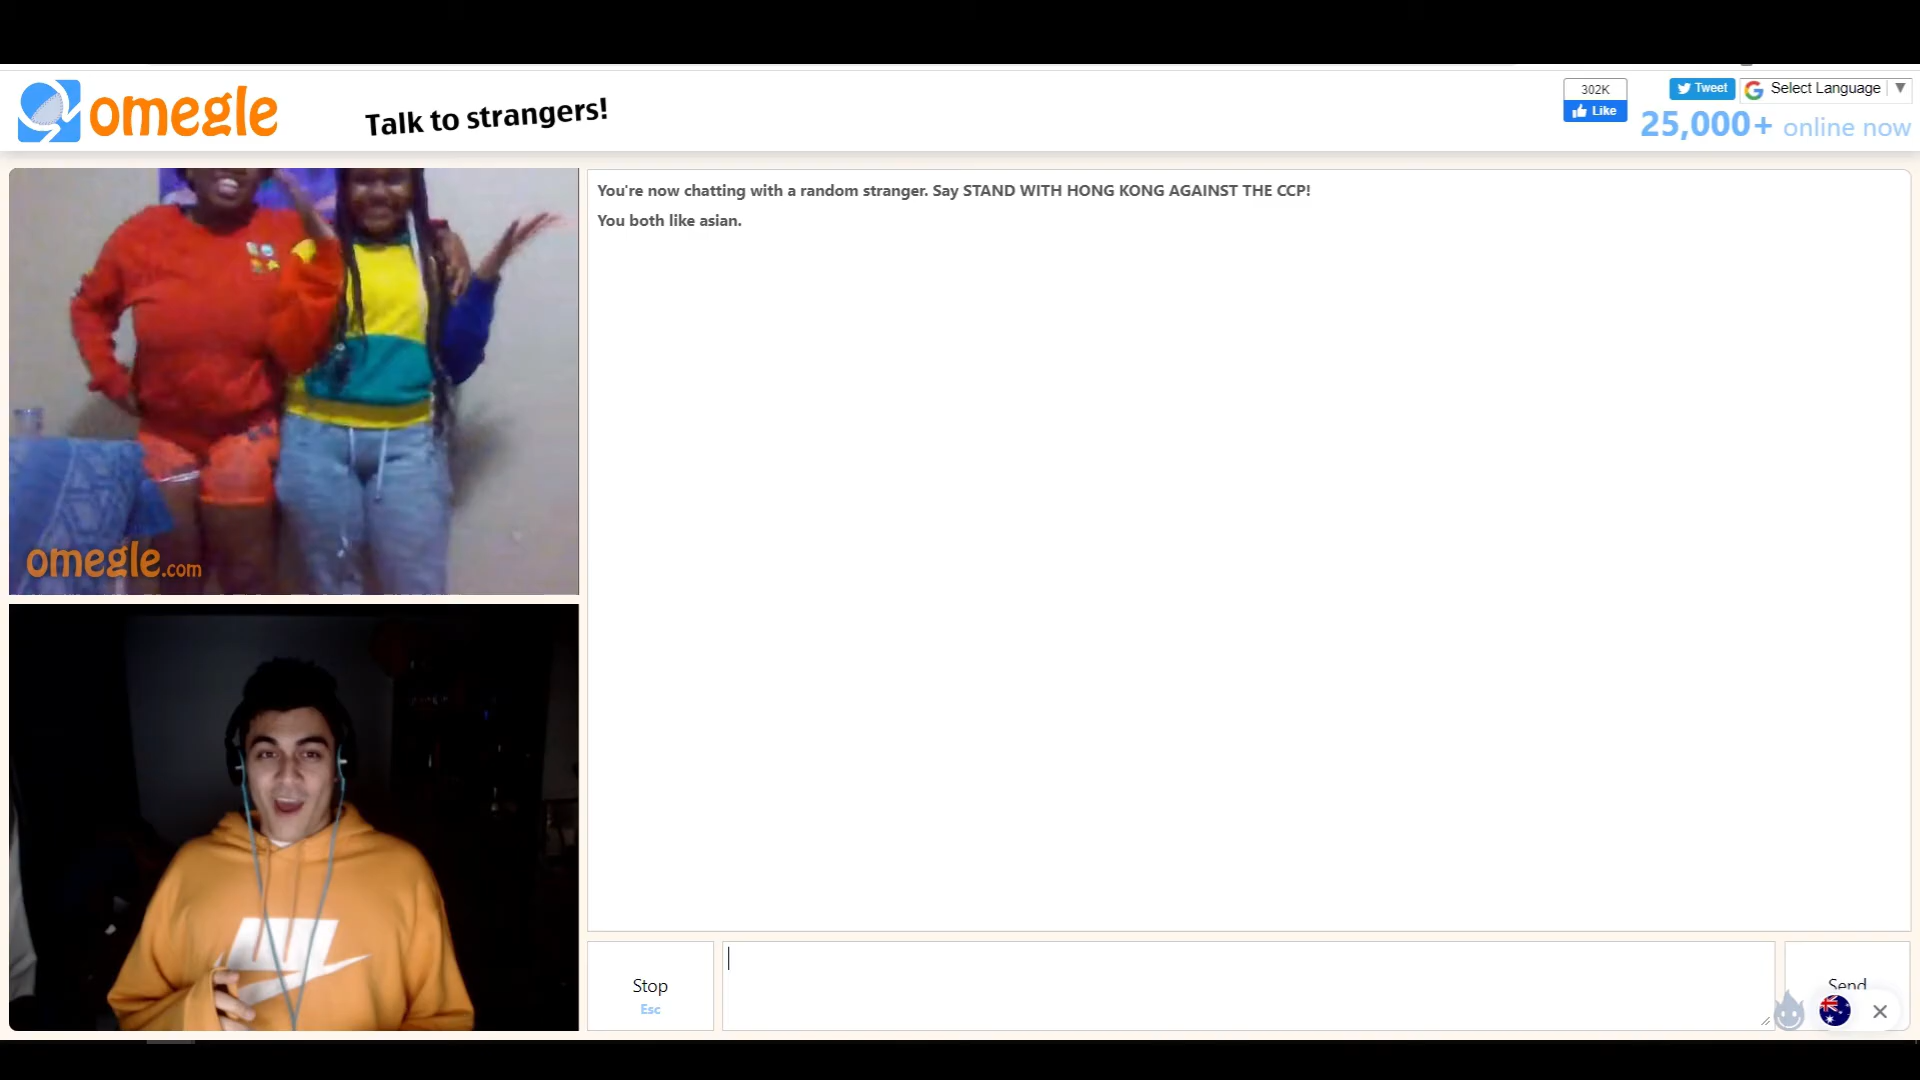 omegle
Talk to strangers!
302K
Like
Tweet
Select Language
25,000+ online now
You're now chatting with a random stranger. Say STAND WITH HONG KONG AGAINST THE CCP!
You both like asian.
omegle.com
Stop
Esc
Send